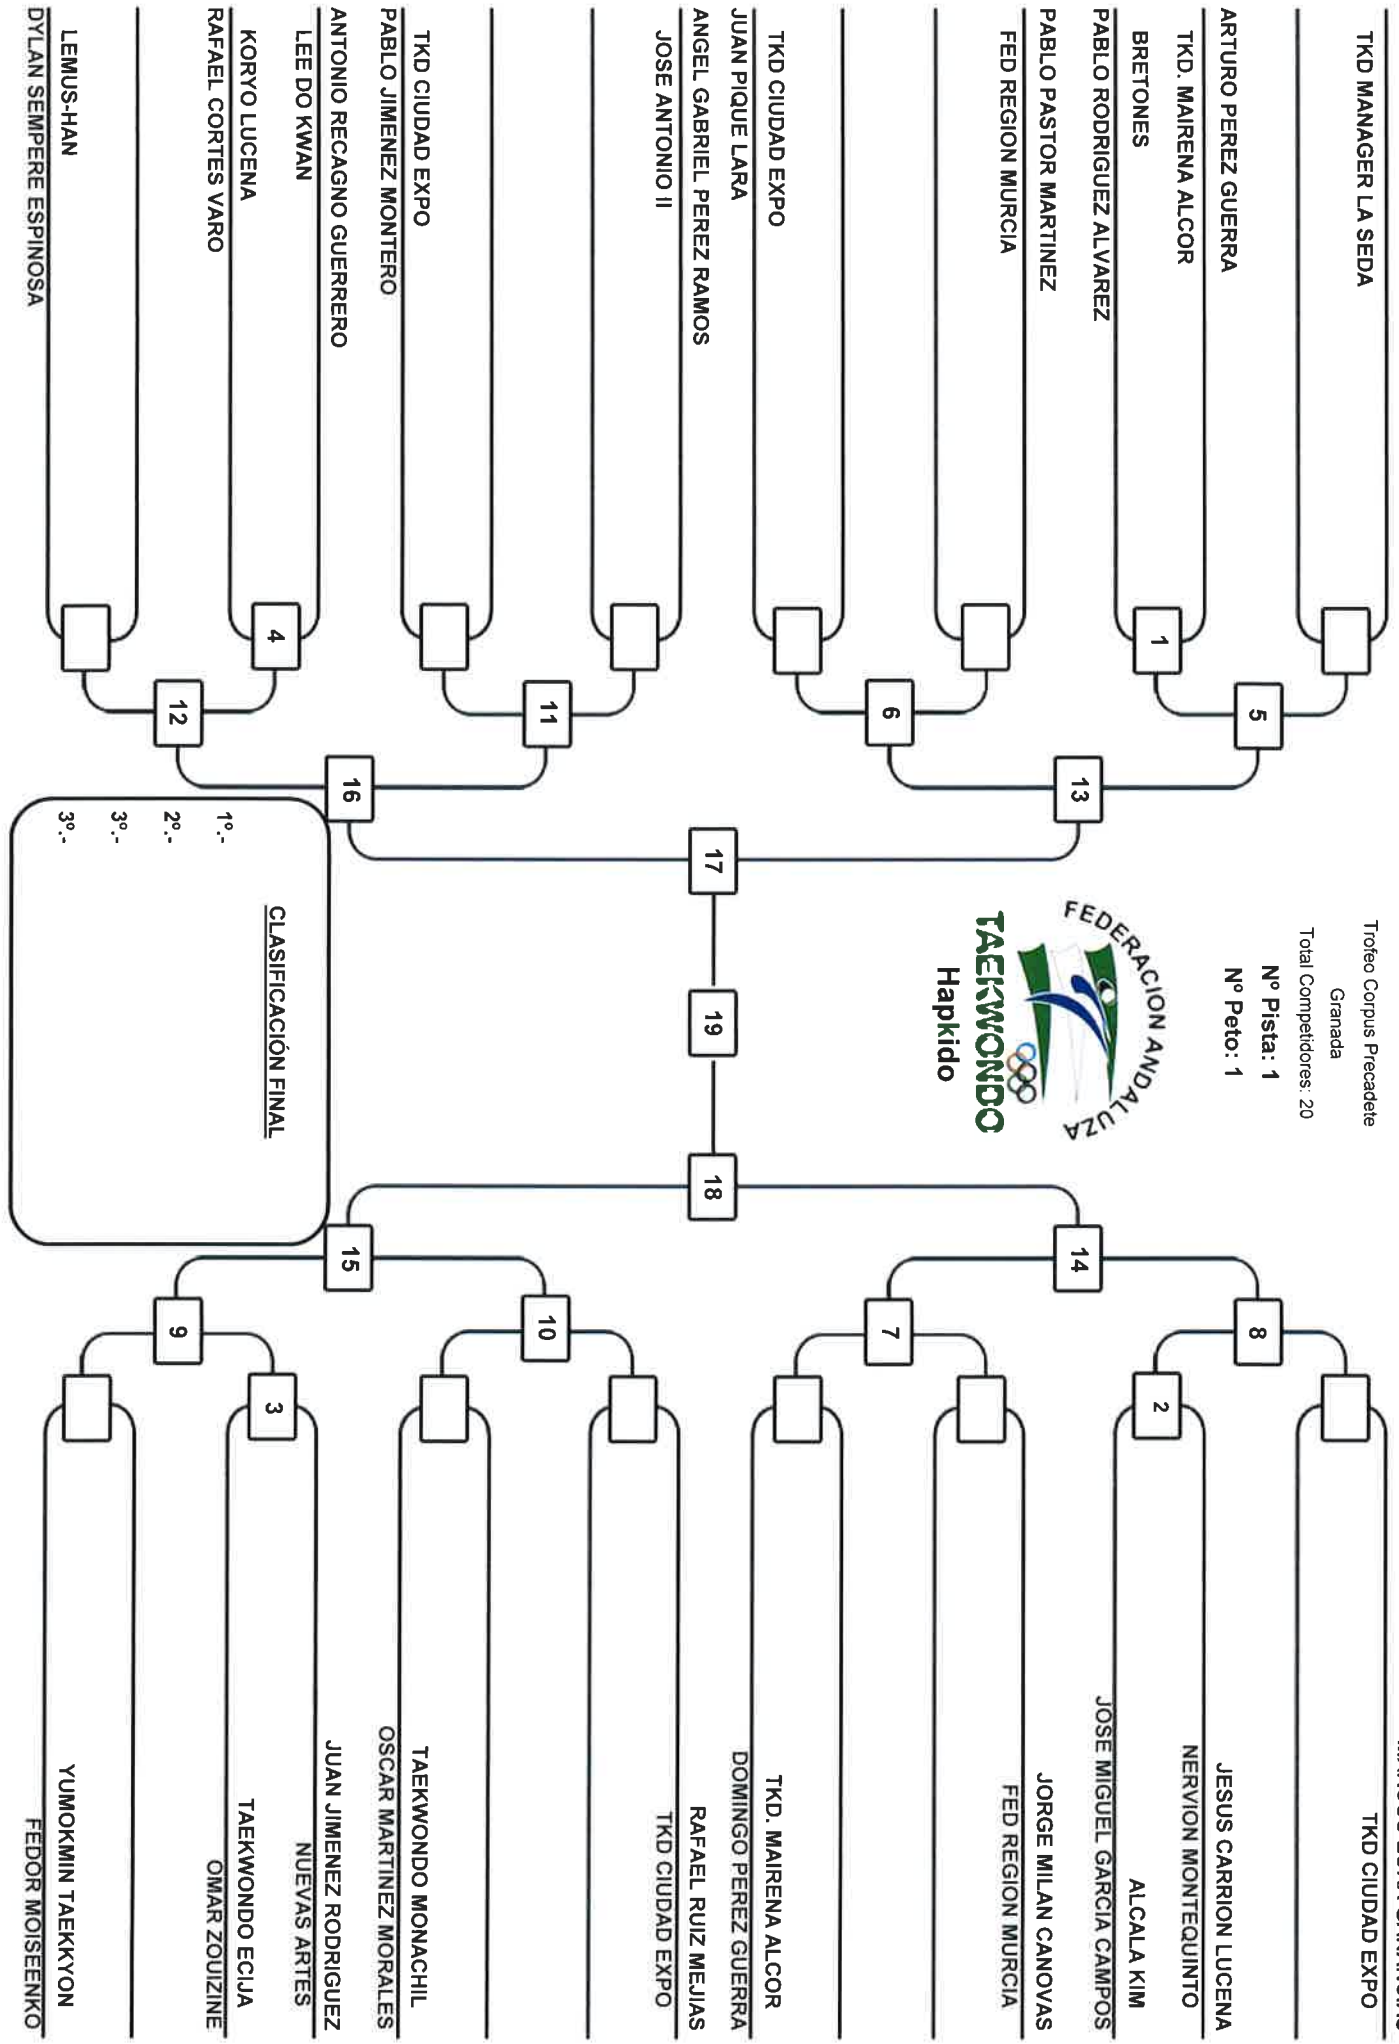 TKD MANAGER LA SEDA
ARTURO PEREZ GUERRA
TKD. MAIRENA ALCOR
BRETONES
PABLO RODRIGUEZ ALVAREZ
PABLO PASTOR MARTINEZ
FED REGION MURCIA
TKD CIUDAD EXPO
JUAN PIQUE LARA
ANGEL GABRIEL PEREZ RAMOS
JOSE ANTONIO II
TKD CIUDAD EXPO
PABLO JIMENEZ MONTERO
ANTONIO RECAGNO GUERRERO
LEE DO KWAN
KORYO LUCENA
RAFAEL CORTES VARO
LEMUS-HAN
DYLAN SEMPERE ESPINOSA
1
4
5
6
11
12
13
16
17
Trofeo Corpus Precadete
Granada
Total Competidores: 20
Nº Pista: 1
Nº Peto: 1
FEDERACION ANDALUZA
TAEKWONDO
Hapkido
19
CLASIFICACIÓN FINAL
1º.-
2º.-
3º.-
3º.-
18
14
15
8
7
10
9
2
3
TKD CIUDAD EXPO
JESUS CARRION LUCENA
NERVION MONTEQUINTO
ALCALA KIM
JOSE MIGUEL GARCIA CAMPOS
JORGE MILAN CANOVAS
FED REGION MURCIA
TKD. MAIRENA ALCOR
DOMINGO PEREZ GUERRA
RAFAEL RUIZ MEJIAS
TKD CIUDAD EXPO
TAEKWONDO MONACHIL
OSCAR MARTINEZ MORALES
JUAN JIMENEZ RODRIGUEZ
NUEVAS ARTES
TAEKWONDO ECIJA
OMAR ZOUIZINE
YUMOKMIN TAEKKYON
FEDOR MOISEENKO